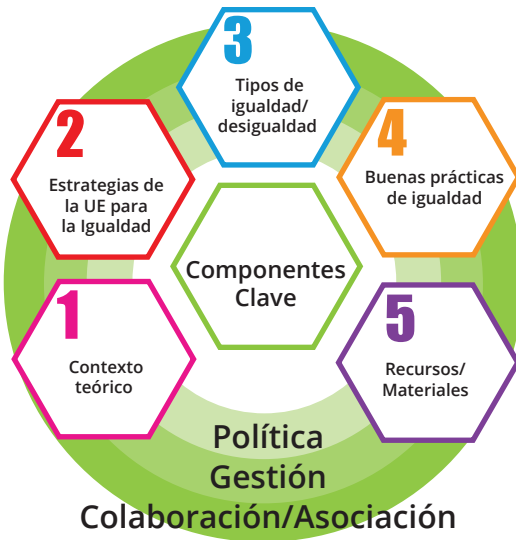 1
Contexto
teórico
2
Estrategias de
la UE para
la Igualdad
3
Tipos de
igualdad/
desigualdad
4
Buenas prácticas
de igualdad
5
Recursos/
Materiales
Componentes
Clave
Política
Gestión
Colaboración/Asociación